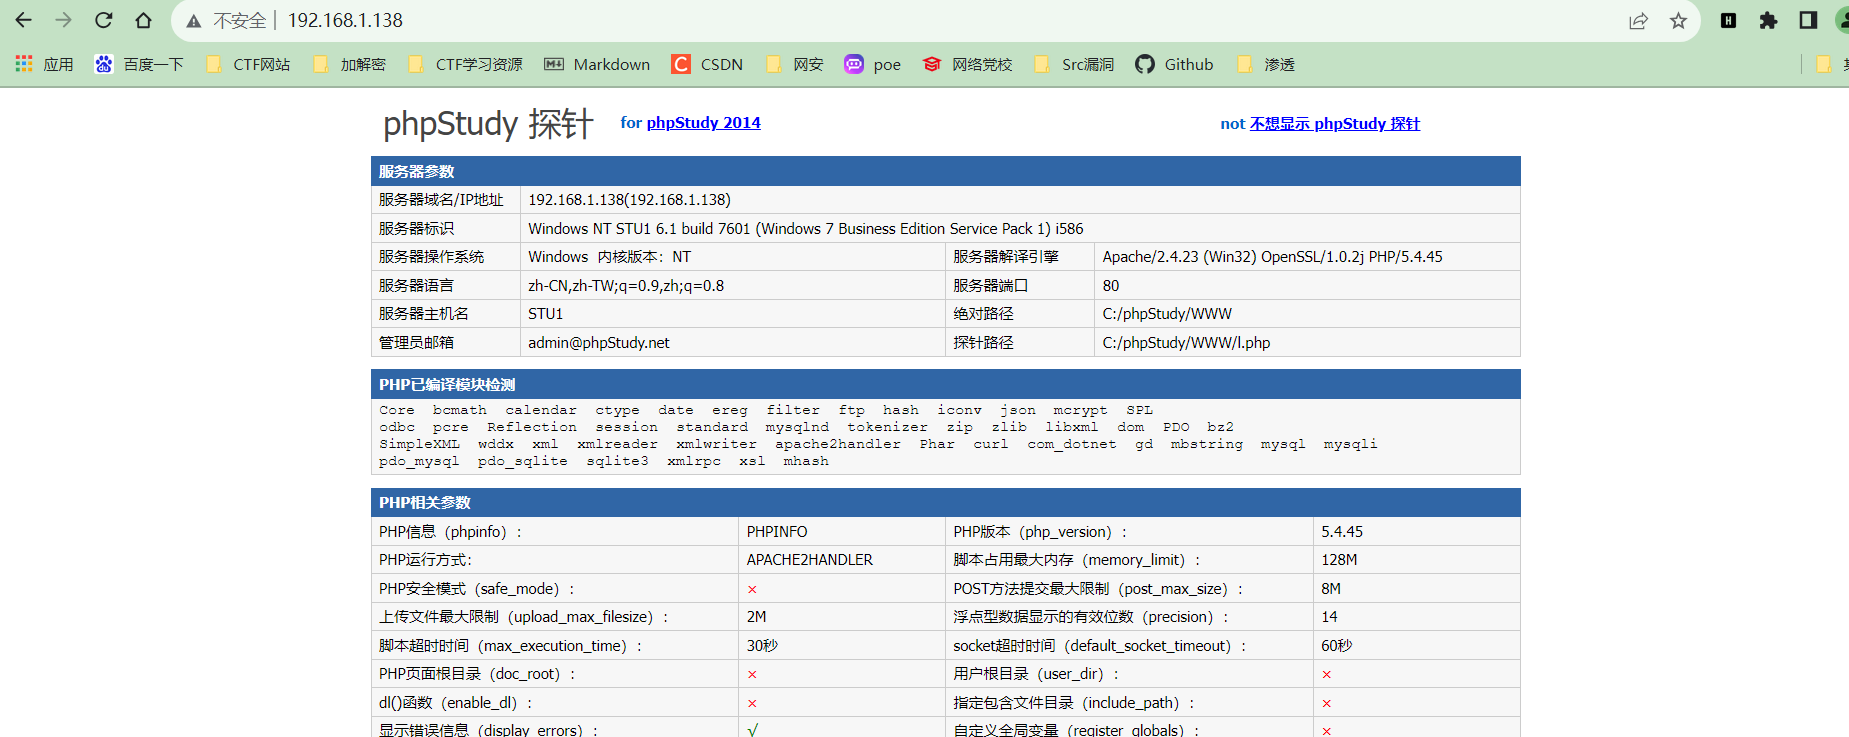 不安全 192.168.1.138
应用 百度一下 CTF网站 加解密 CTF学习资源 Markdown CSDN 网安 poe 网络党校 Src漏洞 Github 渗透
phpStudy 探针 for phpStudy 2014 not 不想显示 phpStudy 探针
服务器参数
服务器域名/IP地址 192.168.1.138(192.168.1.138)
服务器标识 Windows NT STU1 6.1 build 7601 (Windows 7 Business Edition Service Pack 1) i586
服务器操作系统 Windows 内核版本：NT 服务器解译引擎 Apache/2.4.23 (Win32) OpenSSL/1.0.2j PHP/5.4.45
服务器语言 zh-CN,zh-TW;q=0.9,zh;q=0.8 服务器端口 80
服务器主机名 STU1 绝对路径 C:/phpStudy/WWW
管理员邮箱 admin@phpStudy.net 探针路径 C:/phpStudy/WWW/l.php
PHP已编译模块检测
Core bcmath calendar ctype date ereg filter ftp hash iconv json mcrypt SPL
odbc pcre Reflection session standard mysqlnd tokenizer zip zlib libxml dom PDO bz2
SimpleXML wddx xml xmlreader xmlwriter apache2handler Phar curl com_dotnet gd mbstring mysql mysqli
pdo_mysql pdo_sqlite sqlite3 xmlrpc xsl mhash
PHP相关参数
PHP信息（phpinfo）： PHPINFO PHP版本（php_version）： 5.4.45
PHP运行方式： APACHE2HANDLER 脚本占用最大内存（memory_limit）： 128M
PHP安全模式（safe_mode）： × POST方法提交最大限制（post_max_size）： 8M
上传文件最大限制（upload_max_filesize）： 2M 浮点型数据显示的有效位数（precision）： 14
脚本超时时间（max_execution_time）： 30秒 socket超时时间（default_socket_timeout）： 60秒
PHP页面根目录（doc_root）： × 用户根目录（user_dir）： ×
dl()函数（enable_dl）： × 指定包含文件目录（include_path）： ×
显示错误信息（display_errors）： √ 自定义全局变量（register_globals）： ×